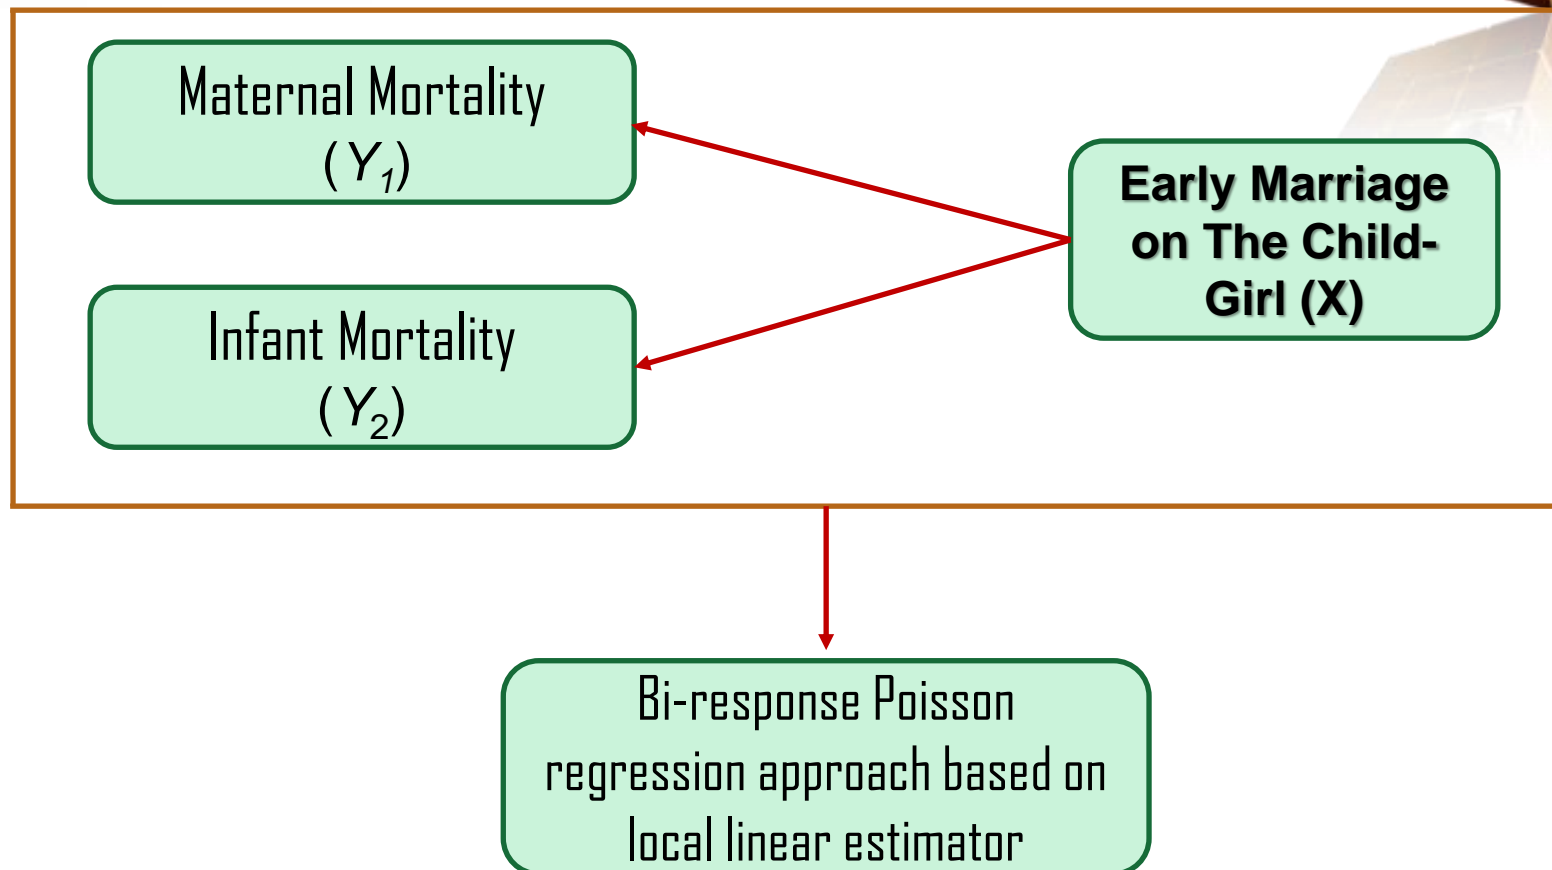 Maternal Mortality
(Y₁)
Early Marriage
on The Child-
Girl (X)
Infant Mortality
(Y₂)
Bi-response Poisson
regression approach based on
local linear estimator